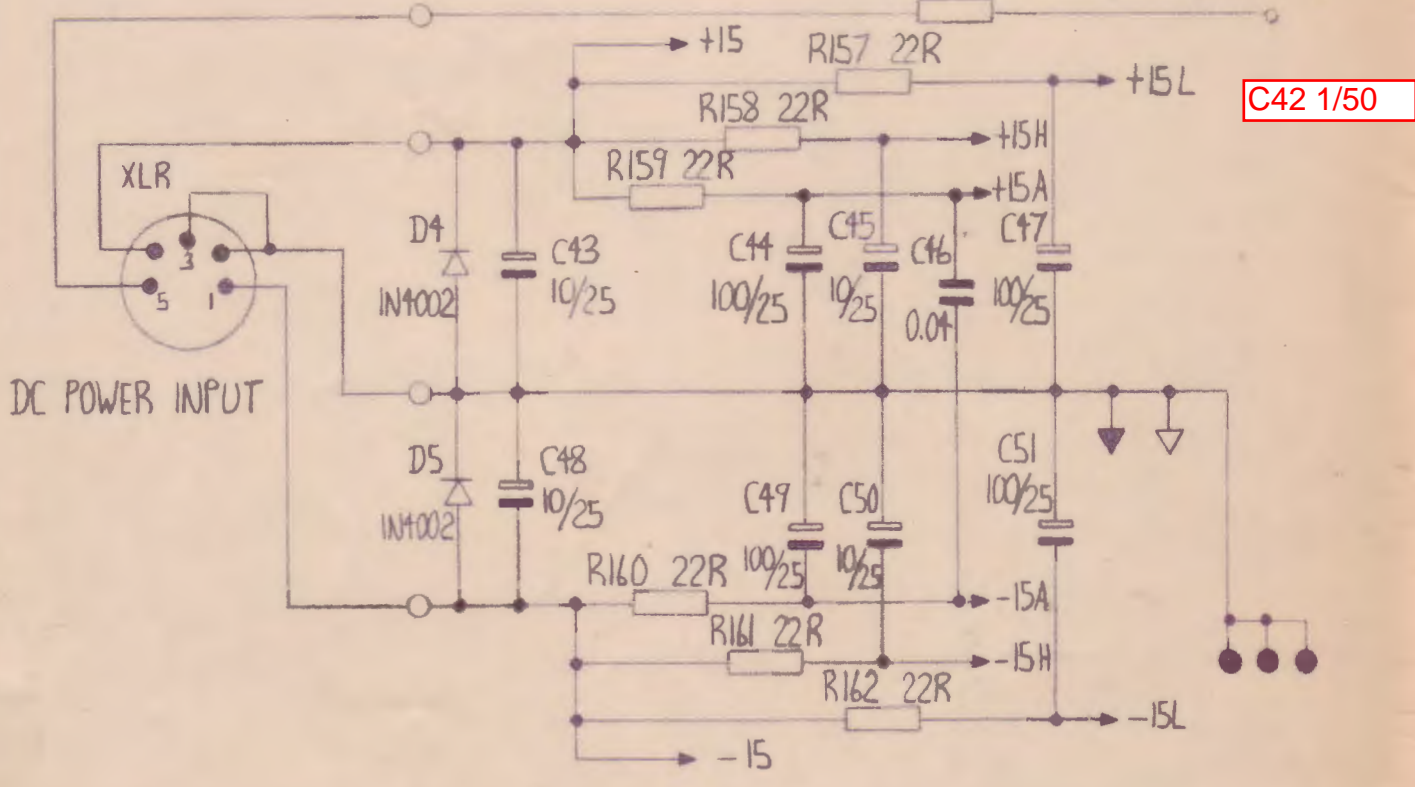 +15
R157 22R
+15L
C42 1/50
R158 22R
+15H
XLR
R159 22R
+15A
D4
C43
C44
C45
C46
C47
3
1N4002
10/25
100/25
10/25
0.04
100/25
5
1
DC POWER INPUT
D5
C48
C51
1N4002
10/25
C49
C50
100/25
R160 22R
100/25
10/25
-15A
R161 22R
-15H
R162 22R
-15L
-15